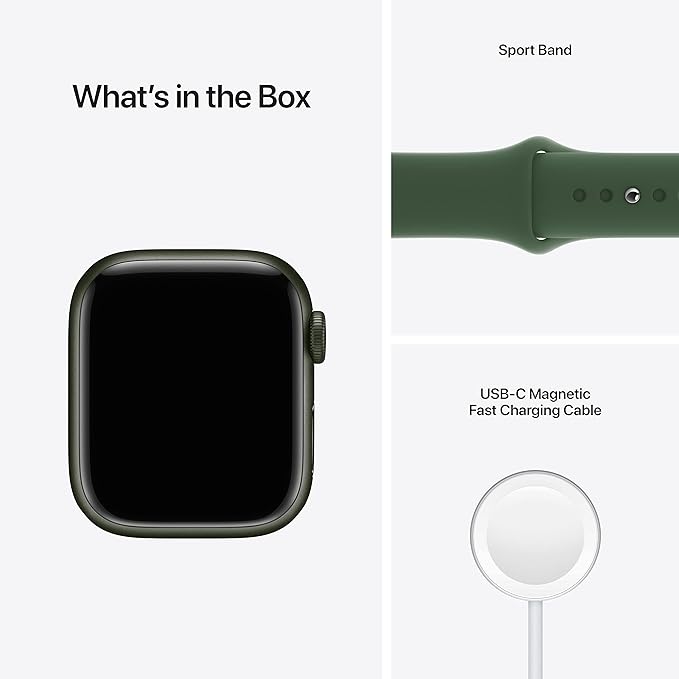 What's in the Box
Sport Band
USB-C Magnetic
Fast Charging Cable